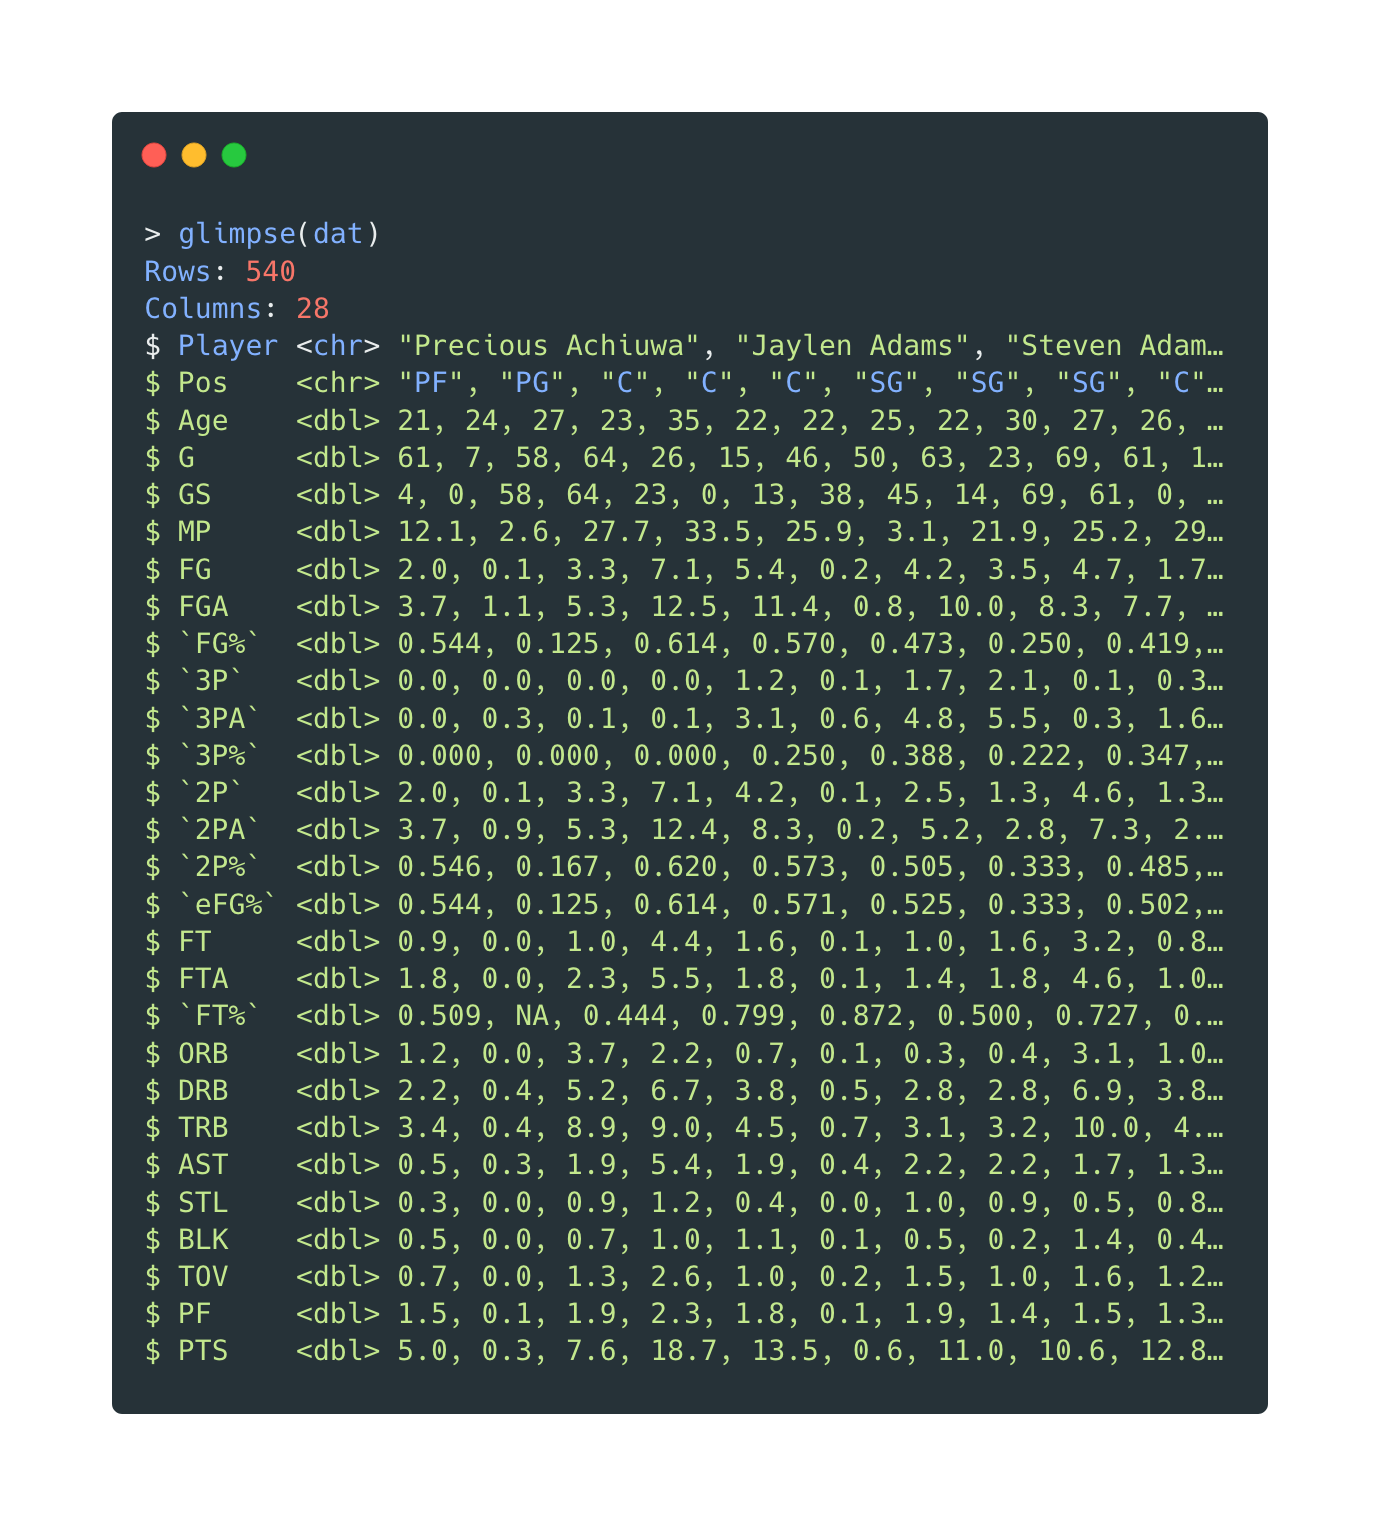 > glimpse(dat)
Rows: 540
Columns: 28
$ Player <chr> "Precious Achiuwa", "Jaylen Adams", "Steven Adam…
$ Pos    <chr> "PF", "PG", "C", "C", "C", "SG", "SG", "SG", "C"…
$ Age    <dbl> 21, 24, 27, 23, 35, 22, 22, 25, 22, 30, 27, 26, …
$ G      <dbl> 61, 7, 58, 64, 26, 15, 46, 50, 63, 23, 69, 61, 1…
$ GS     <dbl> 4, 0, 58, 64, 23, 0, 13, 38, 45, 14, 69, 61, 0, …
$ MP     <dbl> 12.1, 2.6, 27.7, 33.5, 25.9, 3.1, 21.9, 25.2, 29…
$ FG     <dbl> 2.0, 0.1, 3.3, 7.1, 5.4, 0.2, 4.2, 3.5, 4.7, 1.7…
$ FGA    <dbl> 3.7, 1.1, 5.3, 12.5, 11.4, 0.8, 10.0, 8.3, 7.7, …
$ `FG%`  <dbl> 0.544, 0.125, 0.614, 0.570, 0.473, 0.250, 0.419,…
$ `3P`   <dbl> 0.0, 0.0, 0.0, 0.0, 1.2, 0.1, 1.7, 2.1, 0.1, 0.3…
$ `3PA`  <dbl> 0.0, 0.3, 0.1, 0.1, 3.1, 0.6, 4.8, 5.5, 0.3, 1.6…
$ `3P%`  <dbl> 0.000, 0.000, 0.000, 0.250, 0.388, 0.222, 0.347,…
$ `2P`   <dbl> 2.0, 0.1, 3.3, 7.1, 4.2, 0.1, 2.5, 1.3, 4.6, 1.3…
$ `2PA`  <dbl> 3.7, 0.9, 5.3, 12.4, 8.3, 0.2, 5.2, 2.8, 7.3, 2.…
$ `2P%`  <dbl> 0.546, 0.167, 0.620, 0.573, 0.505, 0.333, 0.485,…
$ `eFG%` <dbl> 0.544, 0.125, 0.614, 0.571, 0.525, 0.333, 0.502,…
$ FT     <dbl> 0.9, 0.0, 1.0, 4.4, 1.6, 0.1, 1.0, 1.6, 3.2, 0.8…
$ FTA    <dbl> 1.8, 0.0, 2.3, 5.5, 1.8, 0.1, 1.4, 1.8, 4.6, 1.0…
$ `FT%`  <dbl> 0.509, NA, 0.444, 0.799, 0.872, 0.500, 0.727, 0.…
$ ORB    <dbl> 1.2, 0.0, 3.7, 2.2, 0.7, 0.1, 0.3, 0.4, 3.1, 1.0…
$ DRB    <dbl> 2.2, 0.4, 5.2, 6.7, 3.8, 0.5, 2.8, 2.8, 6.9, 3.8…
$ TRB    <dbl> 3.4, 0.4, 8.9, 9.0, 4.5, 0.7, 3.1, 3.2, 10.0, 4.…
$ AST    <dbl> 0.5, 0.3, 1.9, 5.4, 1.9, 0.4, 2.2, 2.2, 1.7, 1.3…
$ STL    <dbl> 0.3, 0.0, 0.9, 1.2, 0.4, 0.0, 1.0, 0.9, 0.5, 0.8…
$ BLK    <dbl> 0.5, 0.0, 0.7, 1.0, 1.1, 0.1, 0.5, 0.2, 1.4, 0.4…
$ TOV    <dbl> 0.7, 0.0, 1.3, 2.6, 1.0, 0.2, 1.5, 1.0, 1.6, 1.2…
$ PF     <dbl> 1.5, 0.1, 1.9, 2.3, 1.8, 0.1, 1.9, 1.4, 1.5, 1.3…
$ PTS    <dbl> 5.0, 0.3, 7.6, 18.7, 13.5, 0.6, 11.0, 10.6, 12.8…